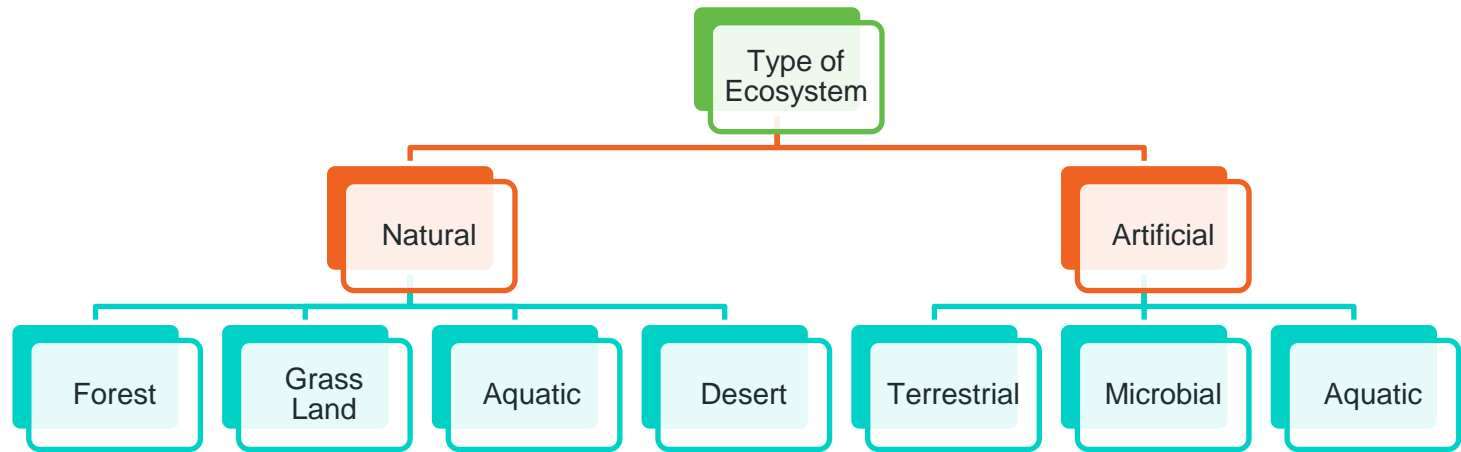 Type of
Ecosystem
Natural
Artificial
Forest
Grass
Land
Aquatic
Desert
Terrestrial
Microbial
Aquatic